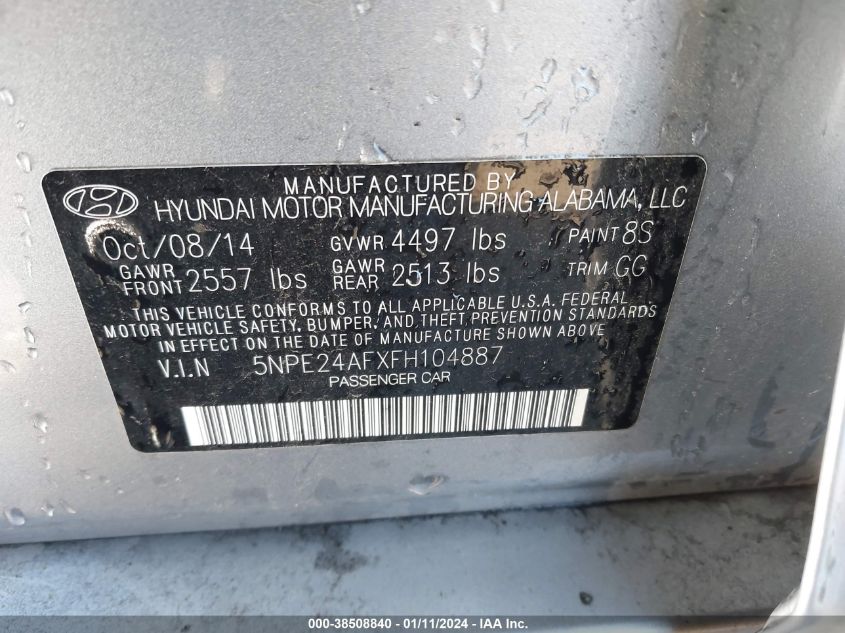 MANUFACTURED BY
HYUNDAI MOTOR MANUFACTURING ALABAMA, LLC
Oct/08/14 GVWR 4497 lbs PAINT 8S
GAWR FRONT 2557 lbs GAWR REAR 2513 lbs TRIM GG
THIS VEHICLE CONFORMS TO ALL APPLICABLE U.S.A. FEDERAL
MOTOR VEHICLE SAFETY, BUMPER, AND THEFT PREVENTION STANDARDS
IN EFFECT ON THE DATE OF MANUFACTURE SHOWN ABOVE
V.I.N 5NPE24AFXFH104887
PASSENGER CAR
000-38508840 - 01/11/2024 - IAA Inc.